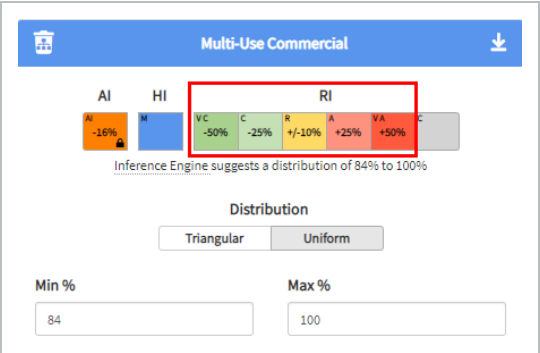 Multi-Use Commercial
AI HI RI
AI M V C C R A V A C
-16% -50% -25% +/-10% +25% +50%
Inference Engine suggests a distribution of 84% to 100%
Distribution
Triangular Uniform
Min % Max %
84 100